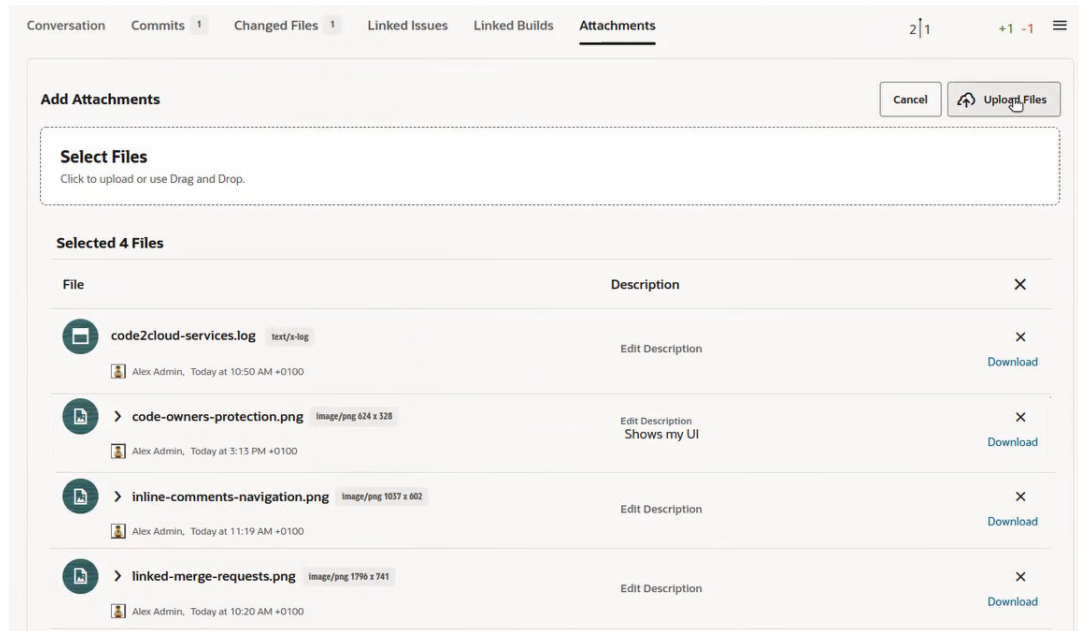 Conversation Commits 1 Changed Files 1 Linked Issues Linked Builds Attachments 2 1 +1 -1
Add Attachments Cancel Upload Files
Select Files
Click to upload or use Drag and Drop.
Selected 4 Files
File Description
code2cloud-services.log text/x-log
Edit Description
Alex Admin, Today at 10:50 AM +0100
Download
code-owners-protection.png image/png 624 x 328
Edit Description
Shows my UI
Alex Admin, Today at 3:13 PM +0100
Download
inline-comments-navigation.png image/png 1037 x 602
Edit Description
Alex Admin, Today at 11:19 AM +0100
Download
linked-merge-requests.png image/png 1796 x 741
Edit Description
Alex Admin, Today at 10:20 AM +0100
Download